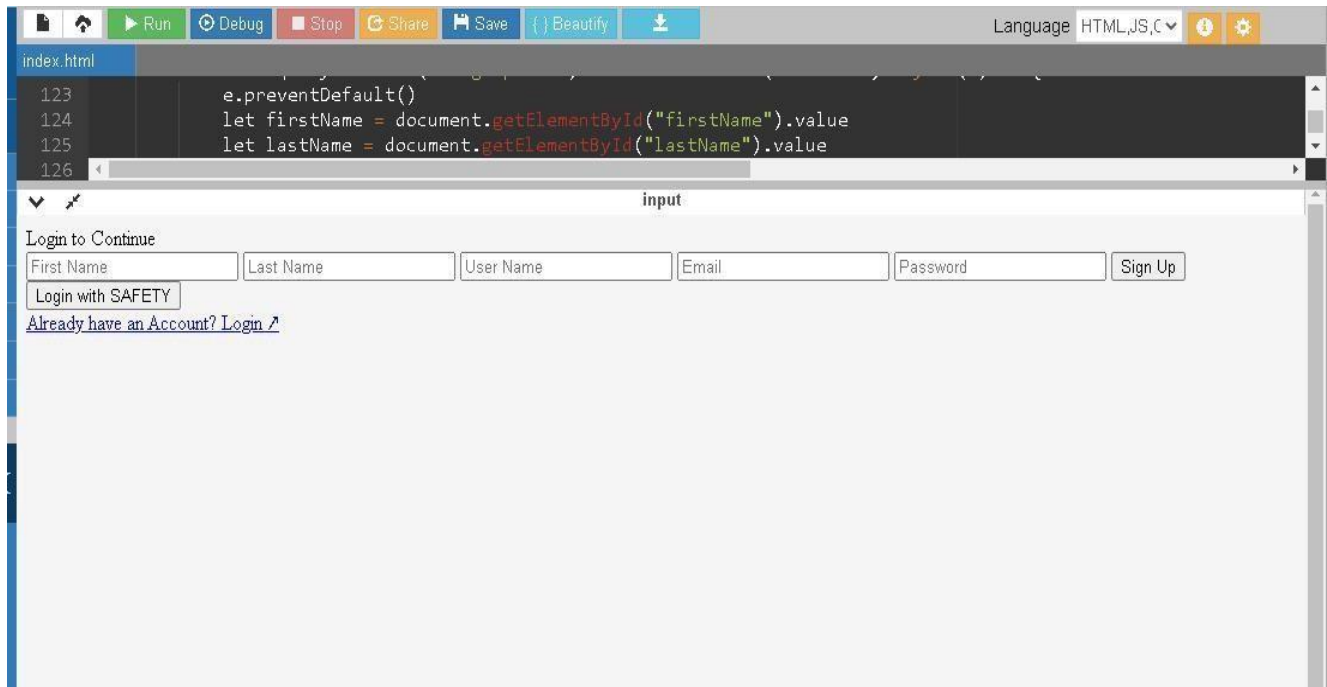 Run Debug Stop Share Save { } Beautify Language HTML,JS,C
index.html
123 e.preventDefault()
124 let firstName = document.getElementById("firstName").value
125 let lastName = document.getElementById("lastName").value
126
input
Login to Continue
First Name Last Name User Name Email Password Sign Up
Login with SAFETY
Already have an Account? Login ↗